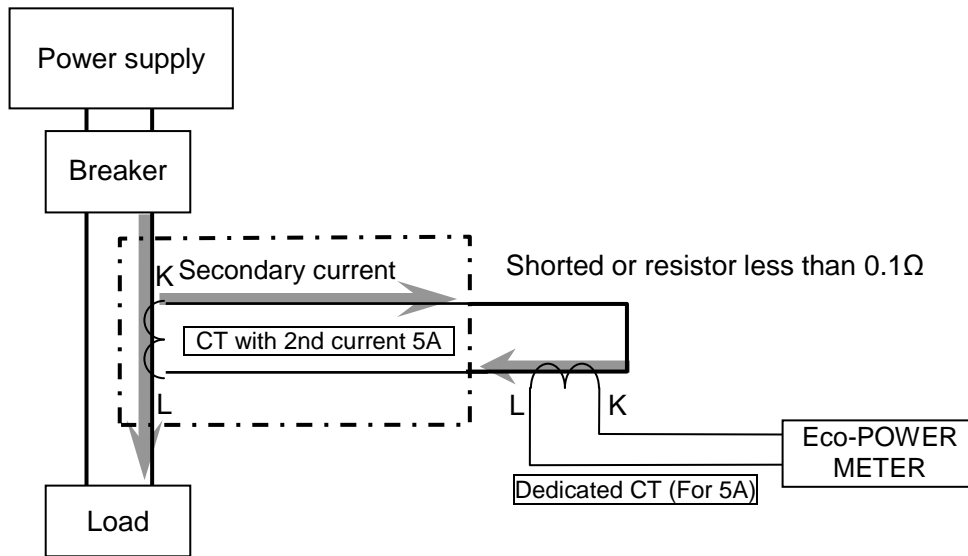 Power supply
Breaker
K
Secondary current
Shorted or resistor less than 0.1Ω
CT with 2nd current 5A
L
L
K
Eco-POWER
METER
Dedicated CT (For 5A)
Load